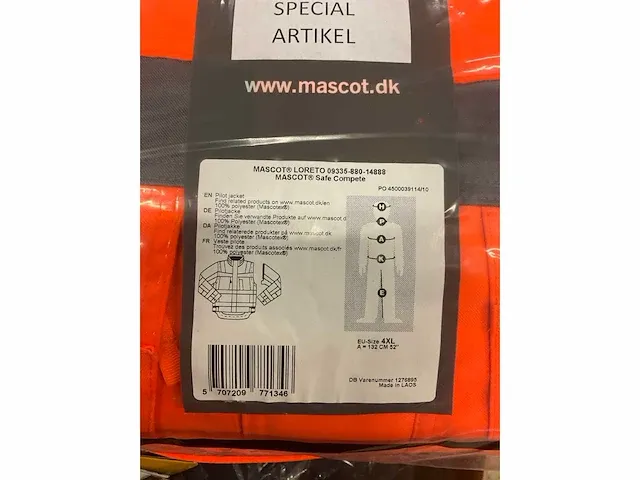 SPECIAL
ARTIKEL
www.mascot.dk
MASCOT® LORETO 09335-880-14888
MASCOT® Safe Compete
PO:4500039114/10
EN Pilot jacket
Find related products on www.mascot.dk/en
100% polyester (Mascotex®)
DE Pilotjacke
Finden Sie verwandte Produkte auf www.mascot.d
100% polyester (Mascotex®)
DA Pilotjakke
Find relaterede produkter på www.mascot.dk
100% polyester (Mascotex®)
FR Veste pilote
Trouvez des produits associés www.mascot.dk/fr
100% polyester (Mascotex®)
H
P
A
K
E
EU-Size 4XL
A = 132 CM 52"
5 707209 771346
DB Varenummer 1276895
Made in LAOS